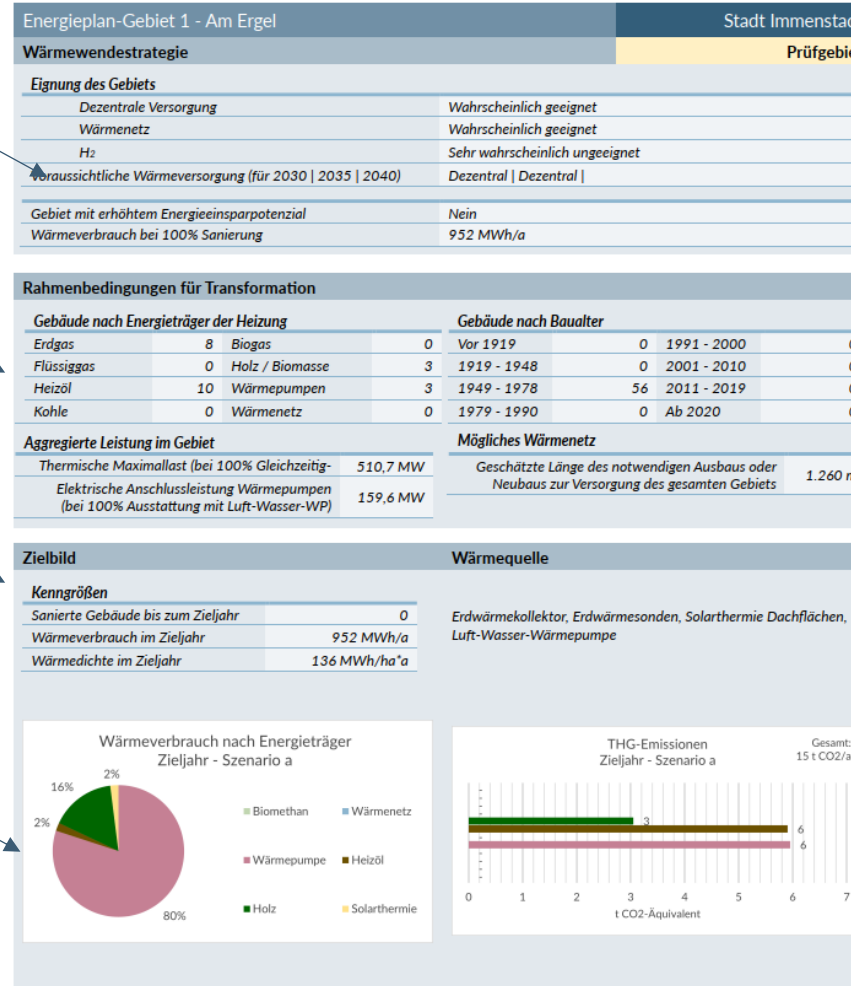 Energieplan-Gebiet 1 - Am Ergel
Stadt Immenstad
Wärmewendestrategie
Prüfgebie
Eignung des Gebiets
Dezentrale Versorgung Wahrscheinlich geeignet
Wärmenetz Wahrscheinlich geeignet
H2 Sehr wahrscheinlich ungeeignet
Voraussichtliche Wärmeversorgung (für 2030 | 2035 | 2040) Dezentral | Dezentral |
Gebiet mit erhöhtem Energieeinsparpotenzial Nein
Wärmeverbrauch bei 100% Sanierung 952 MWh/a
Rahmenbedingungen für Transformation
Gebäude nach Energieträger der Heizung
Erdgas 8 Biogas 0
Flüssiggas 0 Holz / Biomasse 3
Heizöl 10 Wärmepumpen 3
Kohle 0 Wärmenetz 0
Gebäude nach Baualter
Vor 1919 0 1991 - 2000 0
1919 - 1948 0 2001 - 2010 0
1949 - 1978 56 2011 - 2019 0
1979 - 1990 0 Ab 2020 0
Aggregierte Leistung im Gebiet
Thermische Maximallast (bei 100% Gleichzeitig- 510,7 MW
Elektrische Anschlussleistung Wärmepumpen
(bei 100% Ausstattung mit Luft-Wasser-WP) 159,6 MW
Mögliches Wärmenetz
Geschätzte Länge des notwendigen Ausbaus oder
Neubaus zur Versorgung des gesamten Gebiets 1.260 m
Zielbild
Kenngrößen
Sanierte Gebäude bis zum Zieljahr 0
Wärmeverbrauch im Zieljahr 952 MWh/a
Wärmedichte im Zieljahr 136 MWh/ha*a
Wärmequelle
Erdwärmekollektor, Erdwärmesonden, Solarthermie Dachflächen,
Luft-Wasser-Wärmepumpe
Wärmeverbrauch nach Energieträger
Zieljahr - Szenario a
2%
16%
2%
80%
Biomethan Wärmenetz
Wärmepumpe Heizöl
Holz Solarthermie
THG-Emissionen
Zieljahr - Szenario a
Gesamt:
15 t CO2/a
3
6
6
0 1 2 3 4 5 6 7
t CO2-Äquivalent